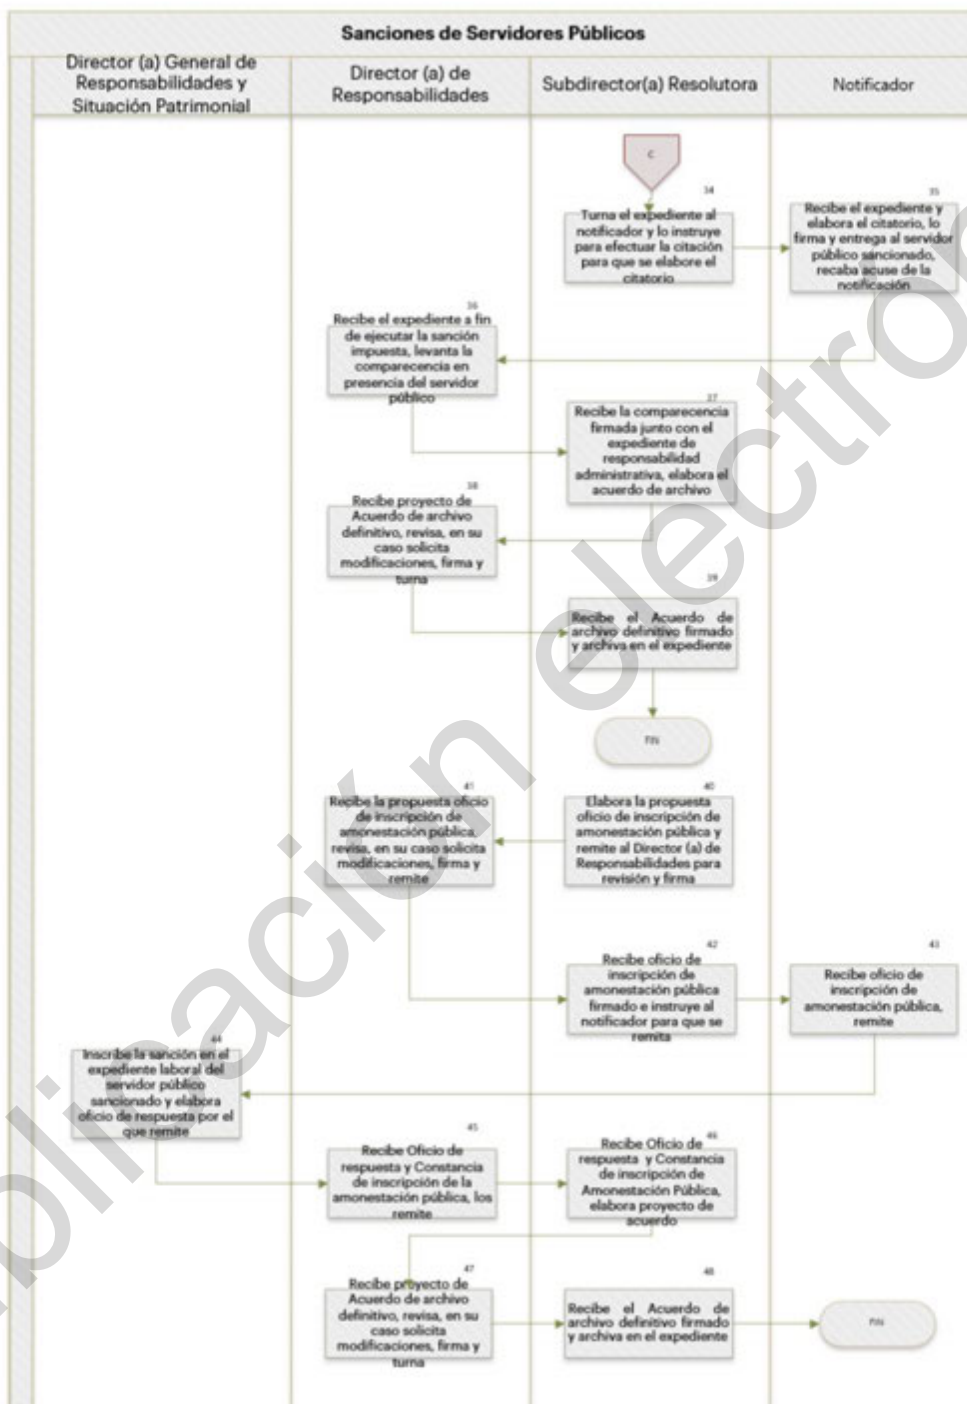 Sanciones de Servidores Públicos
Director (a) General de
Responsabilidades y
Situación Patrimonial
Director (a) de
Responsabilidades
Subdirector(a) Resolutora
Notificador
C
34
Turna el expediente al
notificador y lo instruye
para efectuar la citación
para que se elabore el
citatorio
35
Recibe el expediente y
elabora el citatorio, lo
firma y entrega al servidor
público sancionado,
recaba acuse de la
notificación
36
Recibe el expediente a fin
de ejecutar la sanción
impuesta, levanta la
comparecencia en
presencia del servidor
público
37
Recibe la comparecencia
firmada junto con el
expediente de
responsabilidad
administrativa, elabora el
acuerdo de archivo
38
Recibe proyecto de
Acuerdo de archivo
definitivo, revisa, en su
caso solicita
modificaciones, firma y
turna
39
Recibe el Acuerdo de
archivo definitivo firmado
y archiva en el expediente
FIN
41
Recibe la propuesta oficio
de inscripción de
amonestación pública,
revisa, en su caso solicita
modificaciones, firma y
remite
40
Elabora la propuesta
oficio de inscripción de
amonestación pública y
remite al Director (a) de
Responsabilidades para
revisión y firma
42
Recibe oficio de
inscripción de
amonestación pública
firmado e instruye al
notificador para que se
remita
43
Recibe oficio de
inscripción de
amonestación pública,
remite
44
Inscribe la sanción en el
expediente laboral del
servidor público
sancionado y elabora
oficio de respuesta por el
que remite
45
Recibe Oficio de
respuesta y Constancia
de inscripción de la
amonestación pública, los
remite
46
Recibe Oficio de
respuesta y Constancia
de inscripción de
Amonestación Pública,
elabora proyecto de
acuerdo
47
Recibe proyecto de
Acuerdo de archivo
definitivo, revisa, en su
caso solicita
modificaciones, firma y
turna
48
Recibe el Acuerdo de
archivo definitivo firmado
y archiva en el expediente
FIN